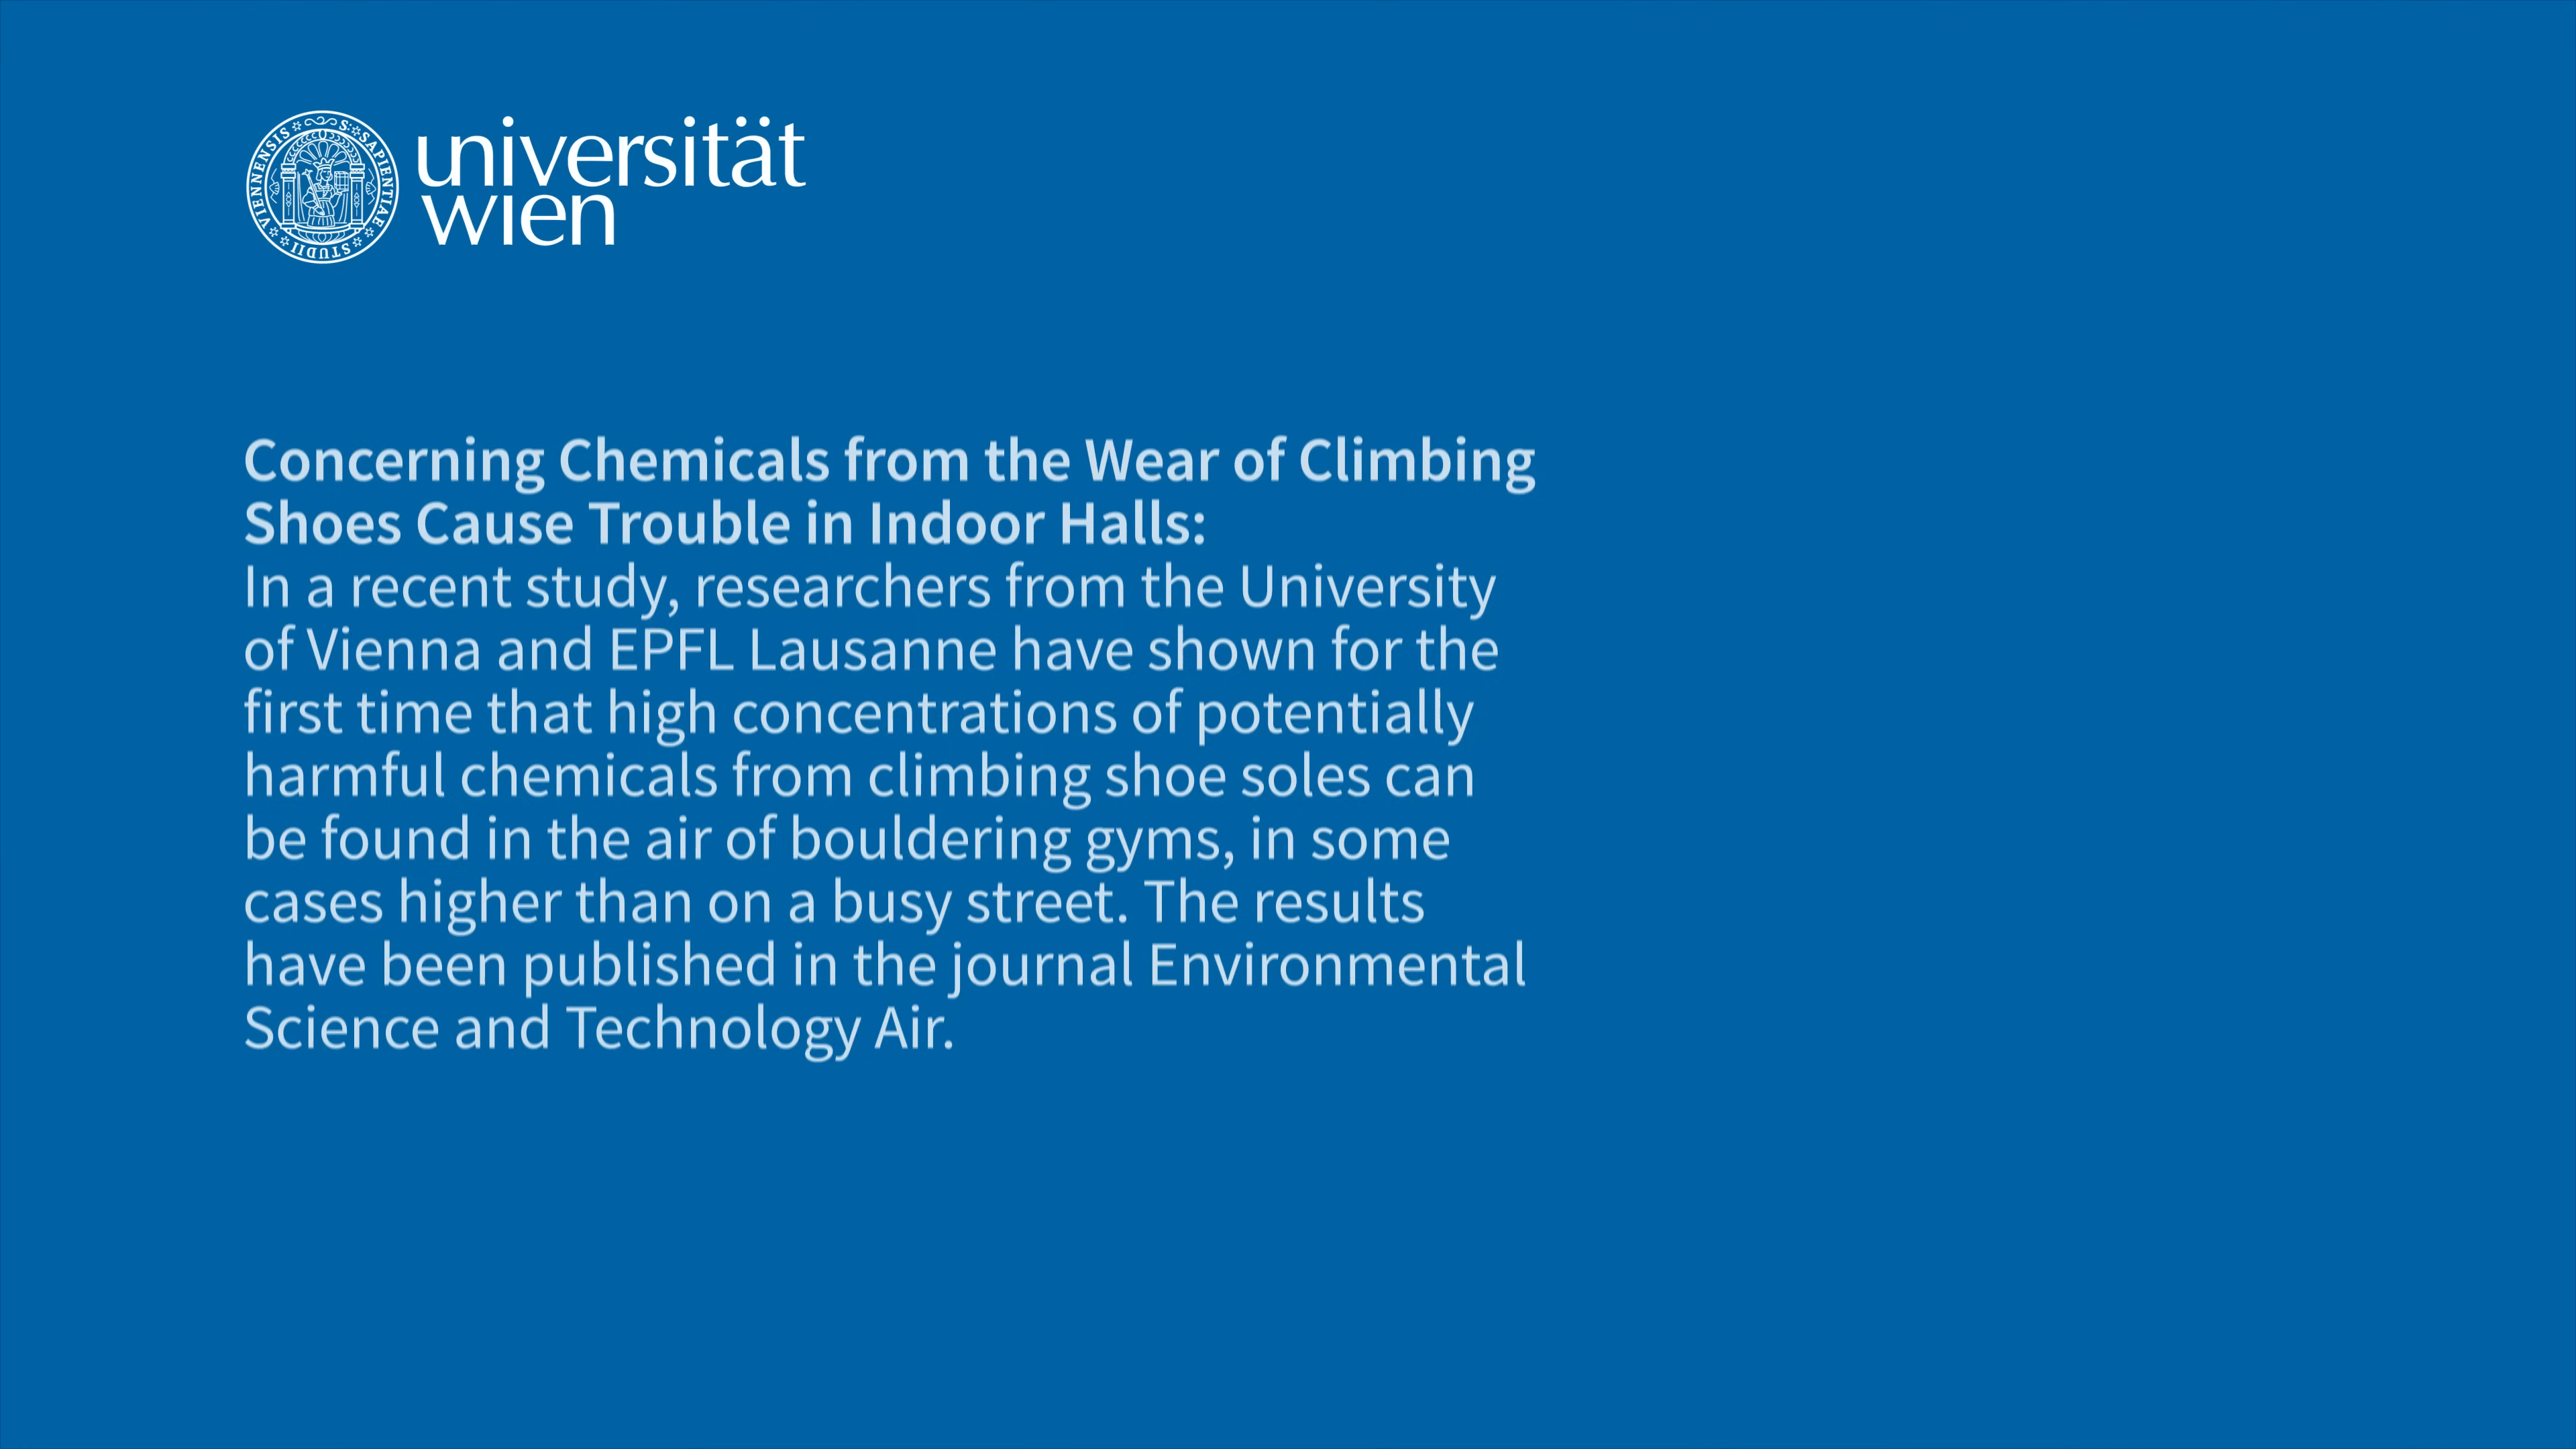 universität
wien
VIENNENSIS S: SAPIENTIAE STUDII
Concerning Chemicals from the Wear of Climbing
Shoes Cause Trouble in Indoor Halls:
In a recent study, researchers from the University
of Vienna and EPFL Lausanne have shown for the
first time that high concentrations of potentially
harmful chemicals from climbing shoe soles can
be found in the air of bouldering gyms, in some
cases higher than on a busy street. The results
have been published in the journal Environmental
Science and Technology Air.